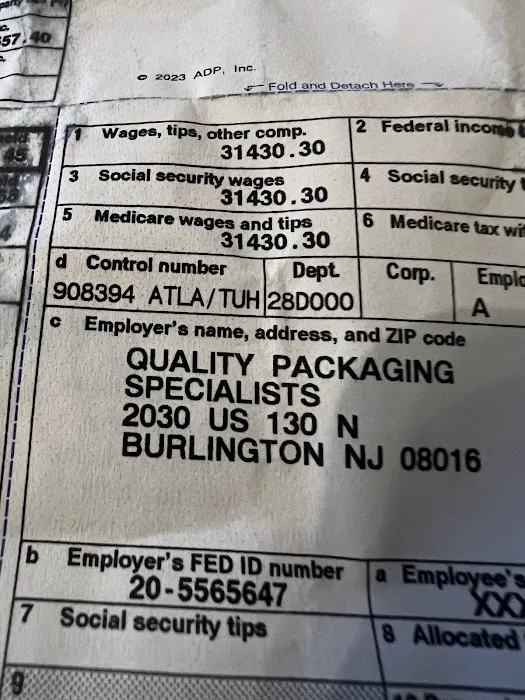 57.40
© 2023 ADP, Inc.
Fold and Detach Here
1 Wages, tips, other comp.
31430.30
2 Federal income
3 Social security wages
31430.30
4 Social security
5 Medicare wages and tips
31430.30
6 Medicare tax wit
d Control number
908394 ATLA/TUH
Dept.
28D000
Corp.
Emplo
A
c Employer's name, address, and ZIP code
QUALITY PACKAGING
SPECIALISTS
2030 US 130 N
BURLINGTON NJ 08016
b Employer's FED ID number
20-5565647
a Employee's
XXX
7 Social security tips
8 Allocated
9